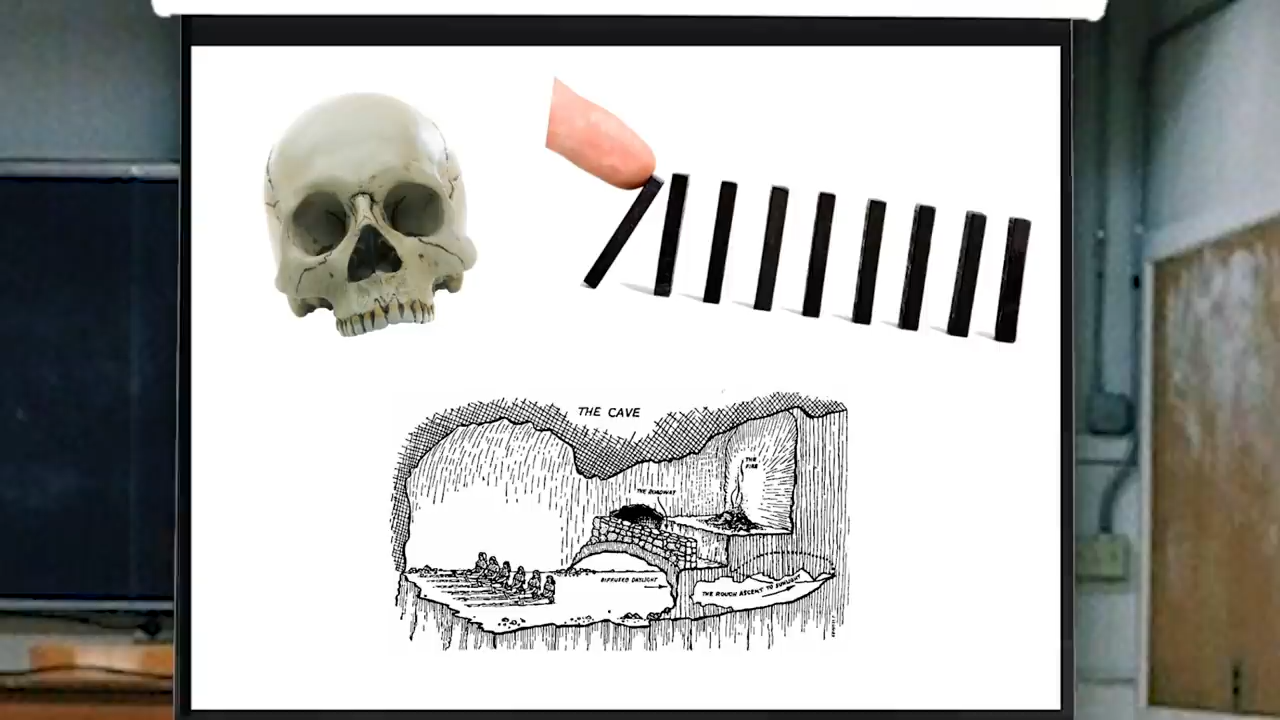 THE CAVE
THE
FIRE
THE ROADWAY
DIFFUSED DAYLIGHT
THE ROUGH ASCENT TO SUNLIGHT